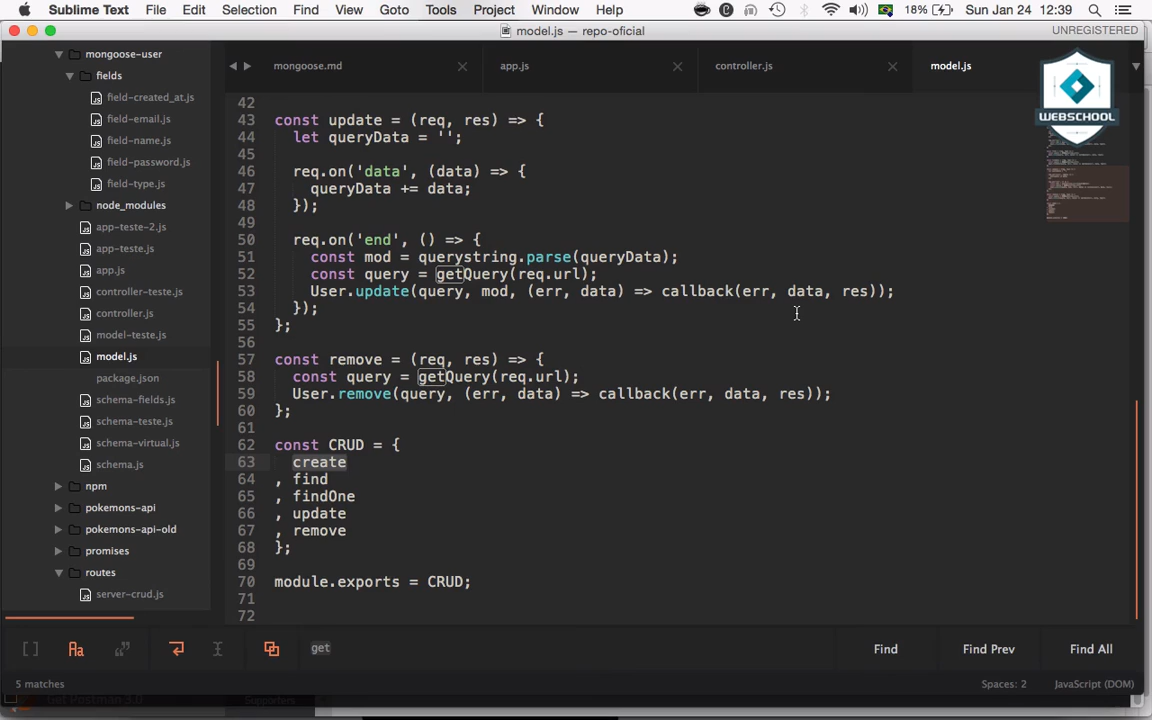 Sublime Text File Edit Selection Find View Goto Tools Project Window Help 18% Sun Jan 24 12:39
model.js — repo-oficial UNREGISTERED
mongoose-user
fields
field-created_at.js
field-email.js
field-name.js
field-password.js
field-type.js
node_modules
app-teste-2.js
app-teste.js
app.js
controller-teste.js
controller.js
model-teste.js
model.js
package.json
schema-fields.js
schema-teste.js
schema-virtual.js
schema.js
npm
pokemons-api
pokemons-api-old
promises
routes
server-crud.js
mongoose.md app.js controller.js model.js
WEBSCHOOL
42
43 const update = (req, res) => {
44 let queryData = '';
45
46 req.on('data', (data) => {
47 queryData += data;
48 });
49
50 req.on('end', () => {
51 const mod = querystring.parse(queryData);
52 const query = getQuery(req.url);
53 User.update(query, mod, (err, data) => callback(err, data, res));
54 });
55 };
56
57 const remove = (req, res) => {
58 const query = getQuery(req.url);
59 User.remove(query, (err, data) => callback(err, data, res));
60 };
61
62 const CRUD = {
63 create
64 , find
65 , findOne
66 , update
67 , remove
68 };
69
70 module.exports = CRUD;
71
72
Aa get Find Find Prev Find All
5 matches Spaces: 2 JavaScript (DOM)
Get Postman 3.0 Supporters